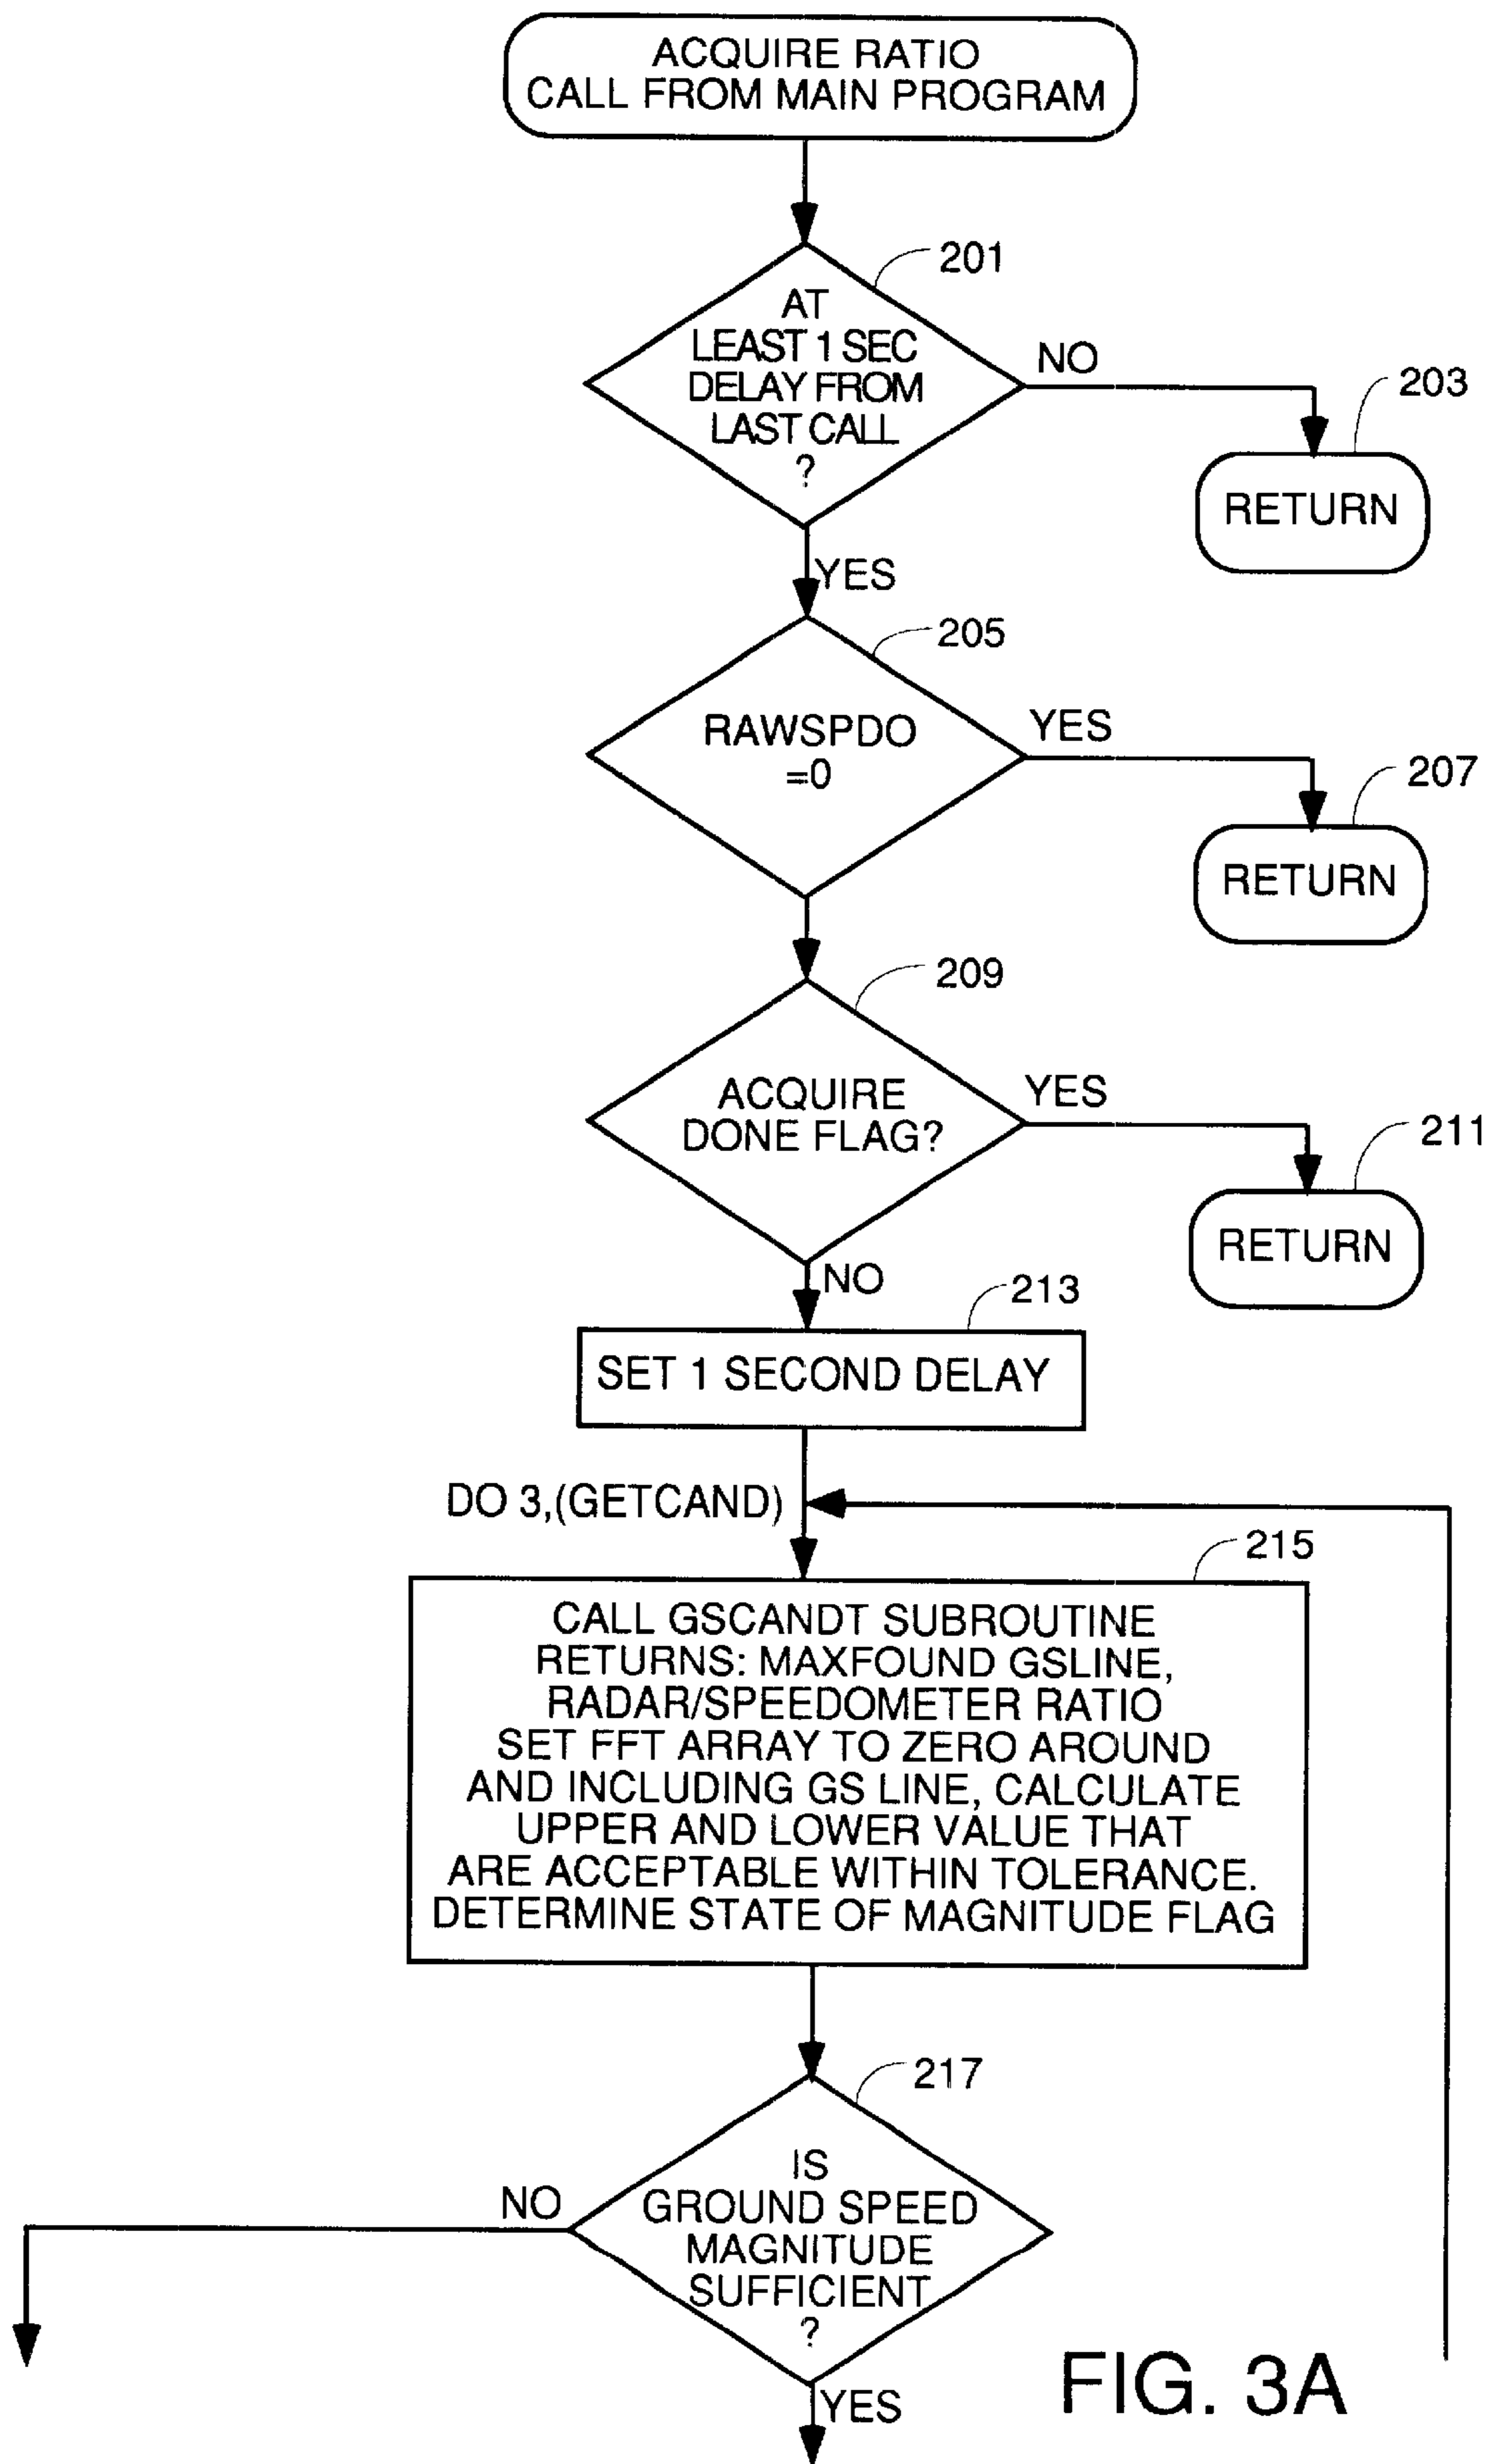 ACQUIRE RATIO
CALL FROM MAIN PROGRAM
201
AT
LEAST 1 SEC
DELAY FROM
LAST CALL
?
NO
203
RETURN
YES
205
RAWSPDO
=0
YES
207
RETURN
209
ACQUIRE
DONE FLAG?
YES
211
RETURN
NO
213
SET 1 SECOND DELAY
DO 3,(GETCAND)
215
CALL GSCANDT SUBROUTINE
RETURNS: MAXFOUND GSLINE,
RADAR/SPEEDOMETER RATIO
SET FFT ARRAY TO ZERO AROUND
AND INCLUDING GS LINE, CALCULATE
UPPER AND LOWER VALUE THAT
ARE ACCEPTABLE WITHIN TOLERANCE.
DETERMINE STATE OF MAGNITUDE FLAG
217
IS
GROUND SPEED
MAGNITUDE
SUFFICIENT
?
NO
YES
FIG. 3A